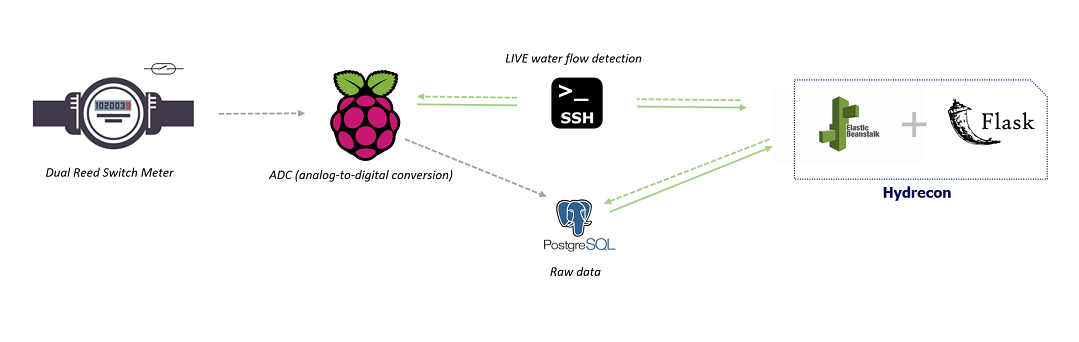 LIVE water flow detection
>_
SSH
1020039
Elastic
Beanstalk
+
Flask
Dual Reed Switch Meter
ADC (analog-to-digital conversion)
Hydrecon
PostgreSQL
Raw data